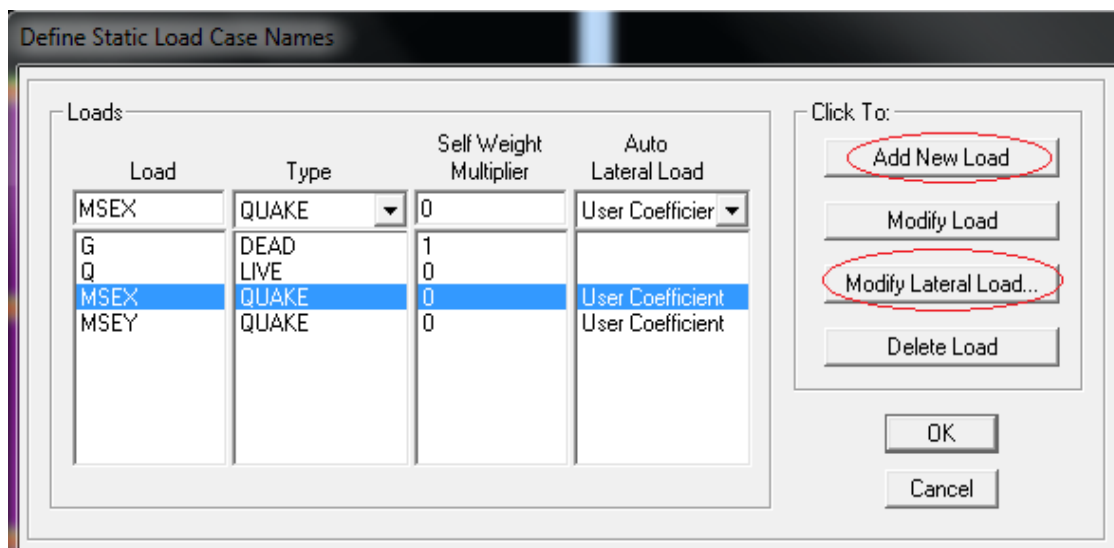 Define Static Load Case Names
Loads
Load Type Self Weight Multiplier Auto Lateral Load
MSEX QUAKE 0 User Coefficier
G DEAD 1
Q LIVE 0
MSEX QUAKE 0 User Coefficient
MSEY QUAKE 0 User Coefficient
Click To:
Add New Load
Modify Load
Modify Lateral Load...
Delete Load
OK
Cancel